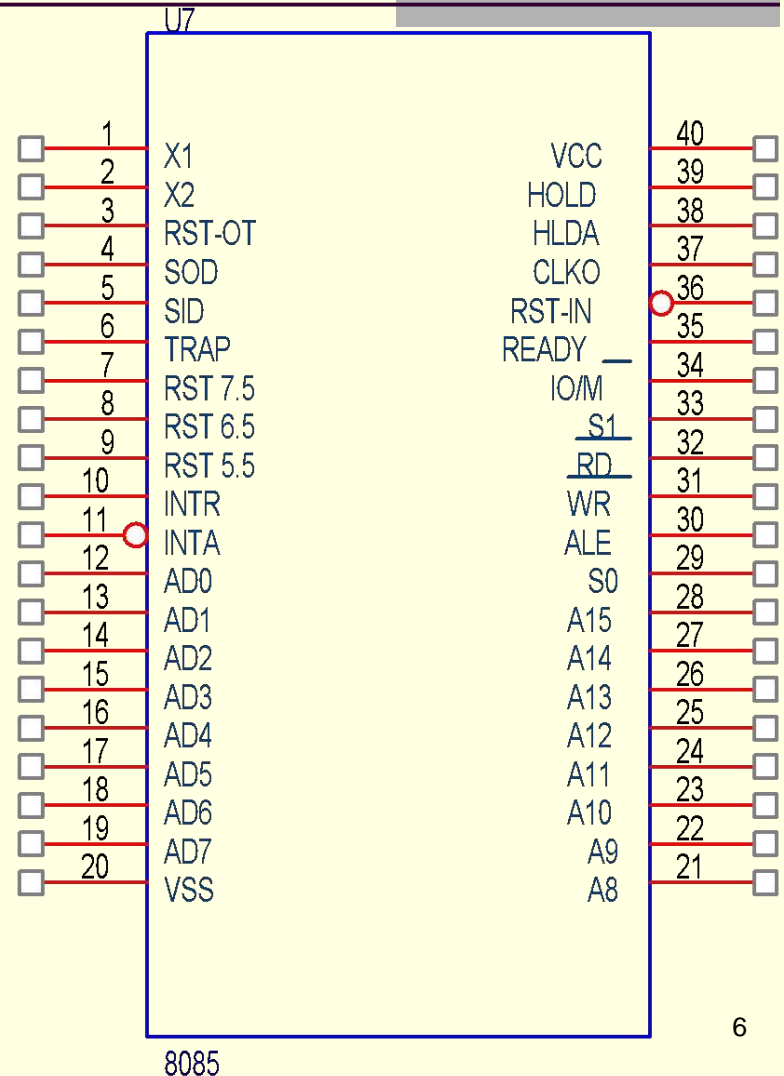 U7
1 X1 VCC 40
2 X2 HOLD 39
3 RST-OT HLDA 38
4 SOD CLKO 37
5 SID RST-IN 36
6 TRAP READY 35
7 RST 7.5 IO/M 34
8 RST 6.5 S1 33
9 RST 5.5 RD 32
10 INTR WR 31
11 INTA ALE 30
12 AD0 S0 29
13 AD1 A15 28
14 AD2 A14 27
15 AD3 A13 26
16 AD4 A12 25
17 AD5 A11 24
18 AD6 A10 23
19 AD7 A9 22
20 VSS A8 21
6
8085